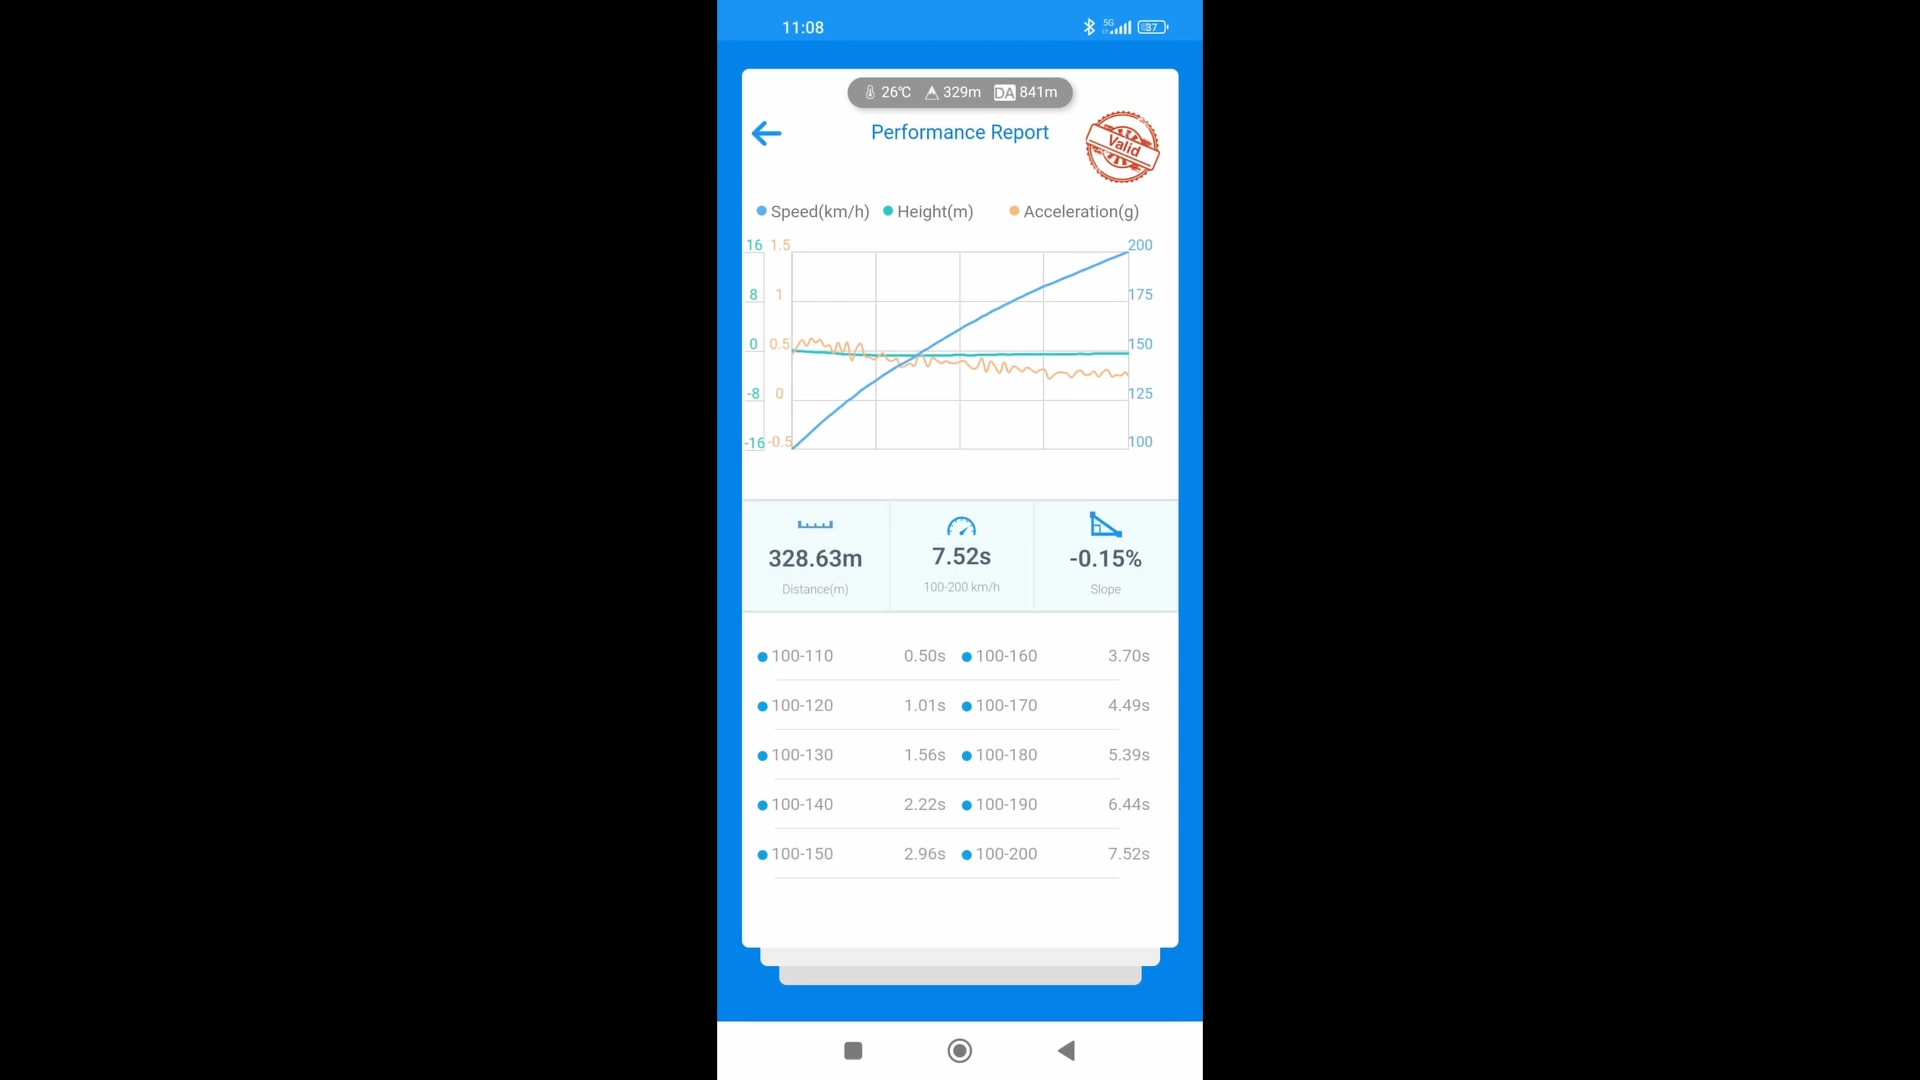 11:08 5G 37
26°C 329m DA 841m
Performance Report
Valid
Speed(km/h) Height(m) Acceleration(g)
16 1.5 200
8 1 175
0 0.5 150
-8 0 125
-16 -0.5 100
328.63m 7.52s -0.15%
Distance(m) 100-200 km/h Slope
100-110 0.50s 100-160 3.70s
100-120 1.01s 100-170 4.49s
100-130 1.56s 100-180 5.39s
100-140 2.22s 100-190 6.44s
100-150 2.96s 100-200 7.52s